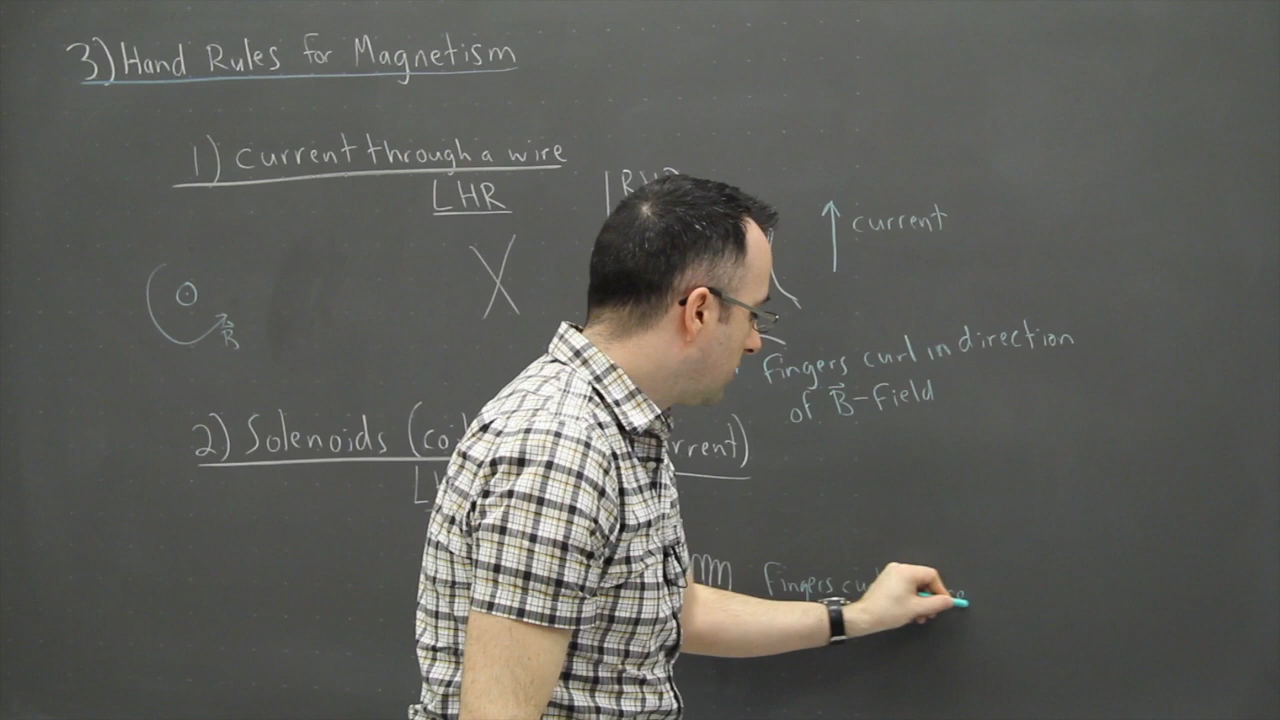 3) Hand Rules for Magnetism
1) Current through a wire
LHR
current
B
Fingers curl in direction
of B-Field
2) Solenoids
Fingers